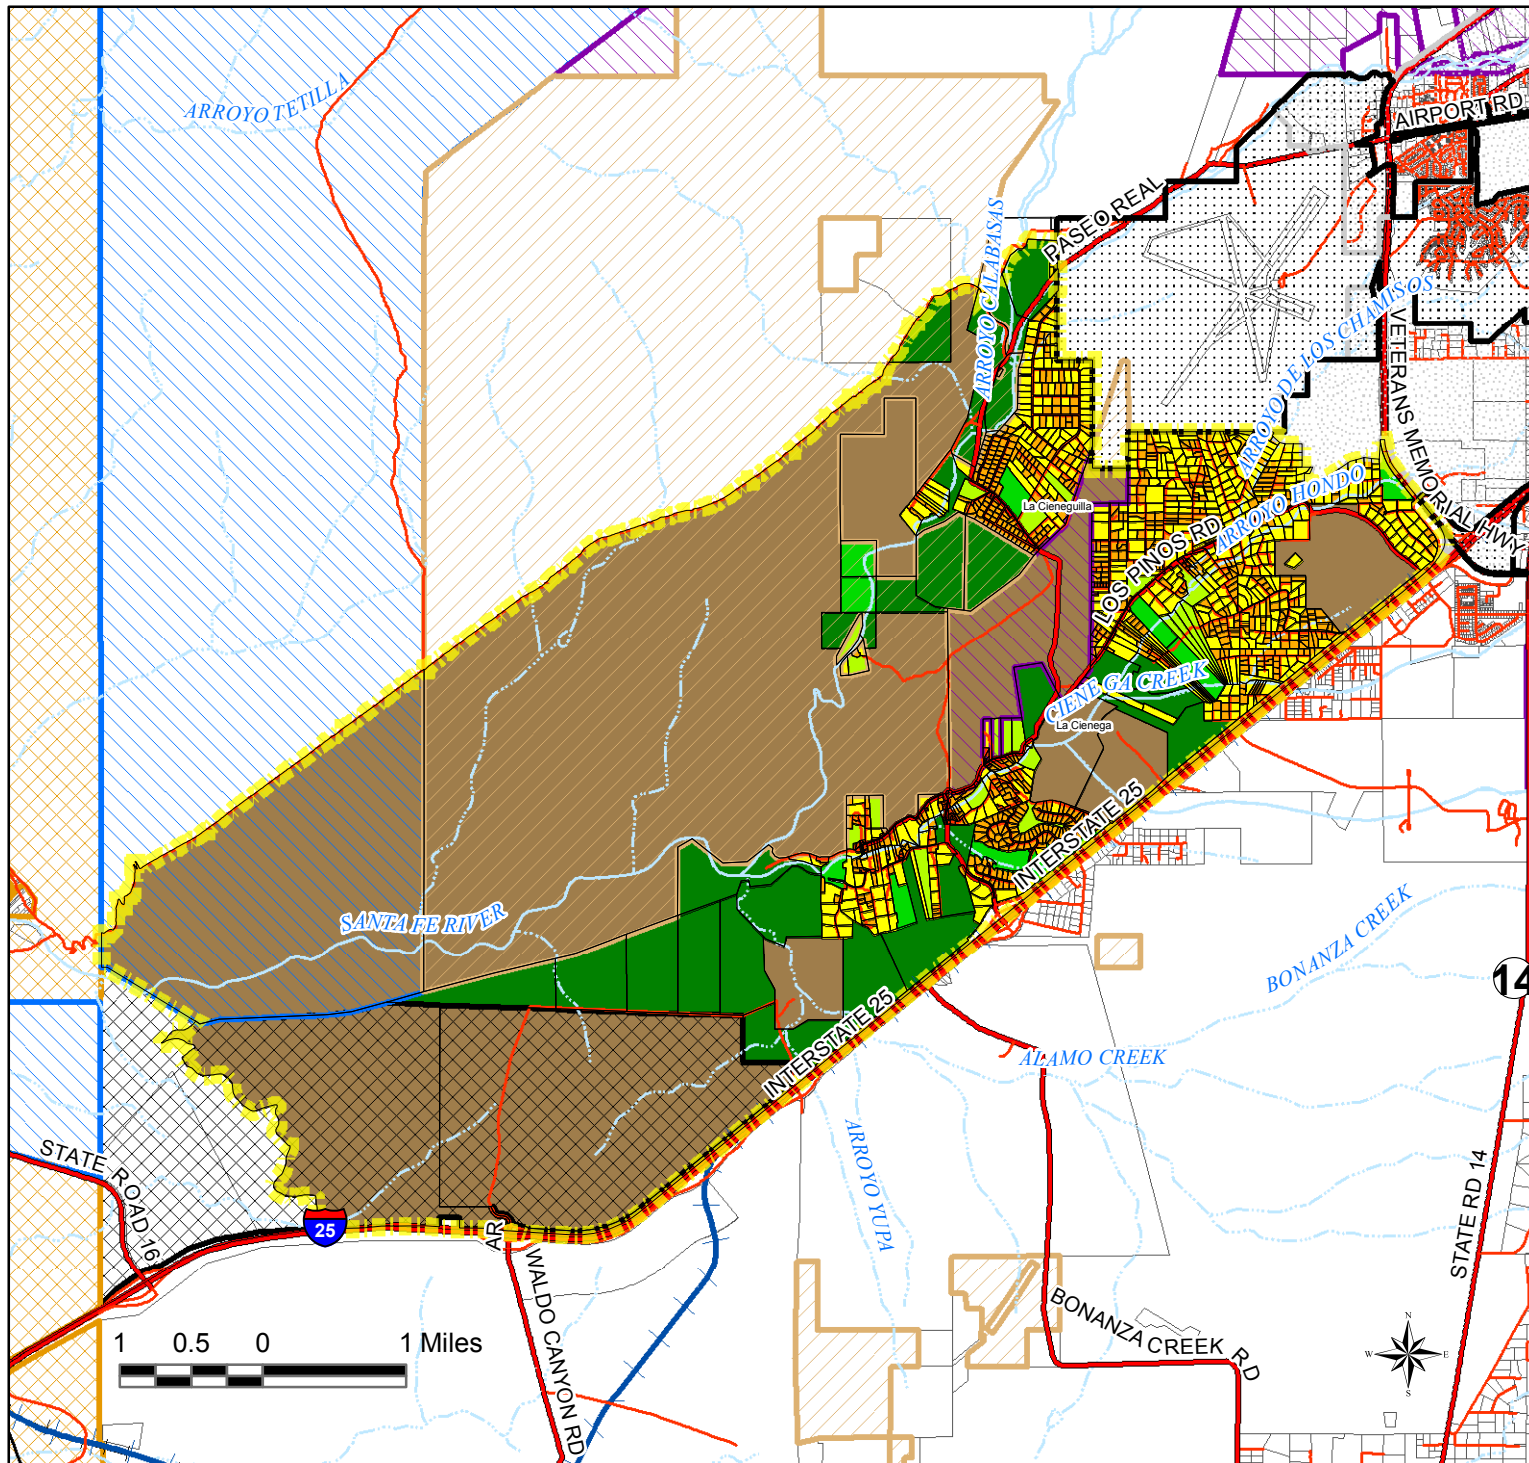 ARROYO TETILLA
AIRPORT RD
PASEO REAL
ARROYO CALABASAS
ARROYO DE LOS CHAMISOS
VETERANS MEMORIAL HWY
La Cieneguilla
ARROYO HONDO
LOS PINOS RD
CIENE GA CREEK
La Cienega
INTERSTATE 25
SANTA FE RIVER
BONANZA CREEK
14
INTERSTATE 25
ALAMO CREEK
ARROYO YUPA
STATE ROAD 16
25
AR
WALDO CANYON RD
STATE RD 14
BONANZA CREEK RD
1 0.5 0 1 Miles
N
W E
S